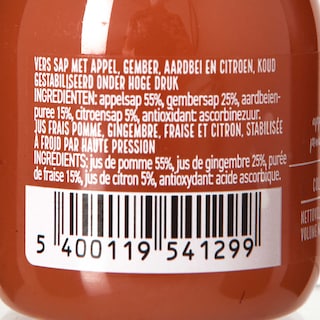 VERS SAP MET APPEL, GEMBER, AARDBEI EN CITROEN, KOUD
GESTABILISEERD ONDER HOGE DRUK
INGREDIËNTEN: appelsap 55%, gembersap 25%, aardbeien-
puree 15%, citroensap 5%, antioxidant ascorbinezuur.
JUS FRAIS POMME, GINGEMBRE, FRAISE ET CITRON, STABILISÉE
À FROID PAR HAUTE PRESSION
INGRÉDIENTS: jus de pomme 55%, jus de gingembre 25%, purée
de fraise 15%, jus de citron 5%, antioxydant acide ascorbique.
5 400119 541299